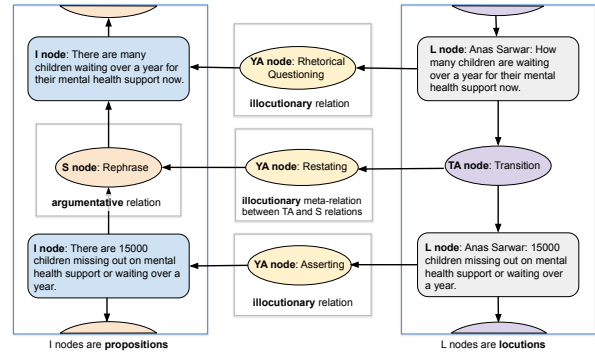 I node: There are many
children waiting over a year for
their mental health support now.
YA node: Rhetorical
Questioning
illocutionary relation
L node: Anas Sarwar: How
many children are waiting
over a year for their mental
health support now.
S node: Rephrase
argumentative relation
YA node: Restating
illocutionary meta-relation
between TA and S relations
TA node: Transition
I node: There are 15000
children missing out on mental
health support or waiting over a
year.
YA node: Asserting
illocutionary relation
L node: Anas Sarwar: 15000
children missing out on mental
health support or waiting over
a year.
I nodes are propositions
L nodes are locutions